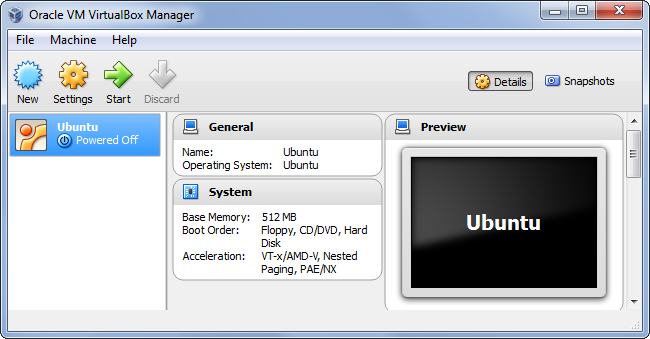 Oracle VM VirtualBox Manager
File Machine Help
New Settings Start Discard
Details Snapshots
Ubuntu
Powered Off
General
Name: Ubuntu
Operating System: Ubuntu
System
Base Memory: 512 MB
Boot Order: Floppy, CD/DVD, Hard
Disk
Acceleration: VT-x/AMD-V, Nested
Paging, PAE/NX
Preview
Ubuntu